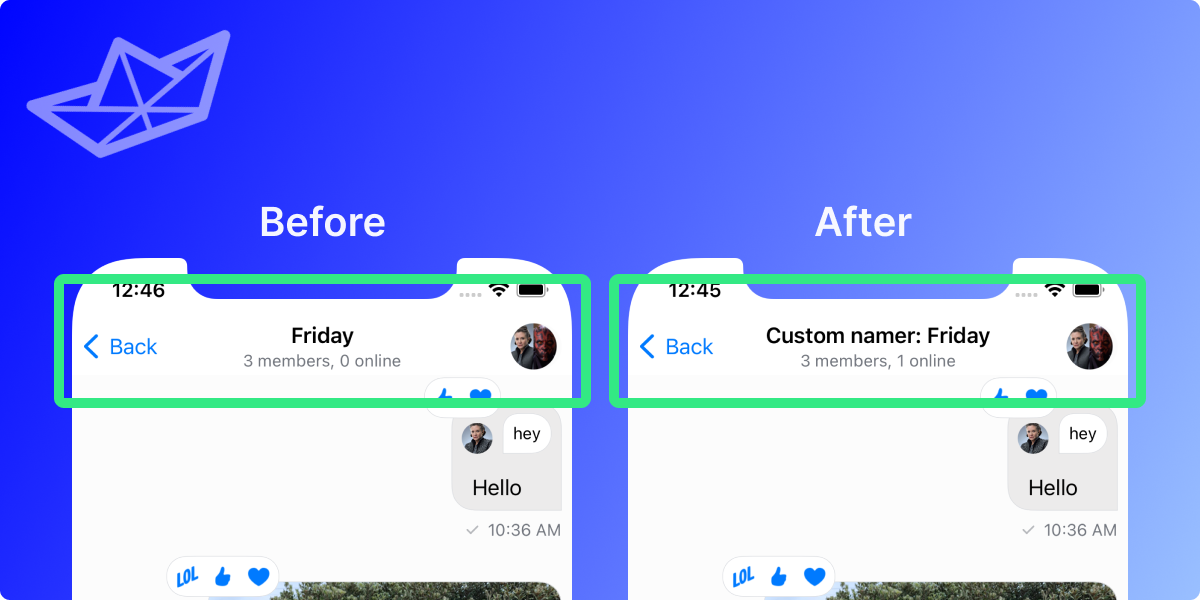 Before
After
12:46
Back
Friday
3 members, 0 online
hey
Hello
10:36 AM
LOL
12:45
Back
Custom namer: Friday
3 members, 1 online
hey
Hello
10:36 AM
LOL